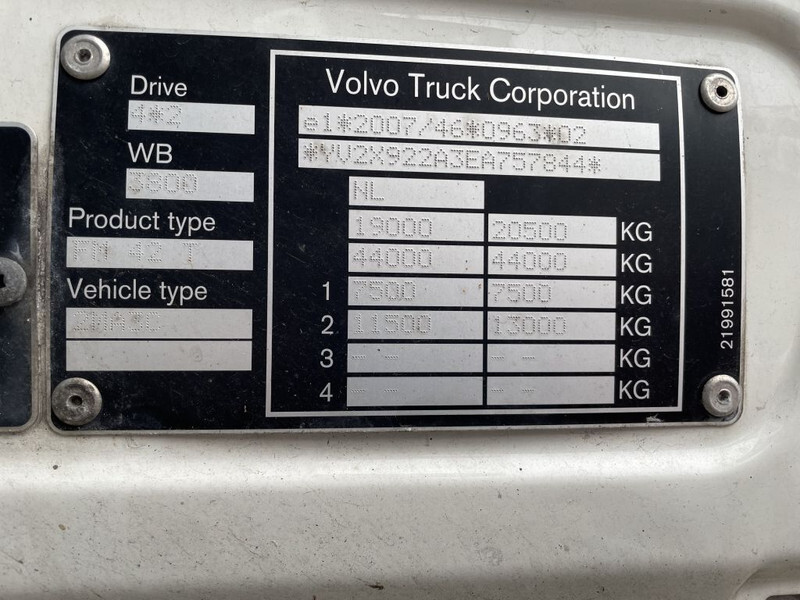 Drive
4*2
WB
3800
Product type
FM 42 T
Vehicle type
Volvo Truck Corporation
e1*2007/46*0963*02
*YV2X922A3EA757844*
NL
19000 20500 KG
44000 44000 KG
1 7500 7500 KG
2 11500 13000 KG
3 -- -- KG
4 -- -- KG
21991581